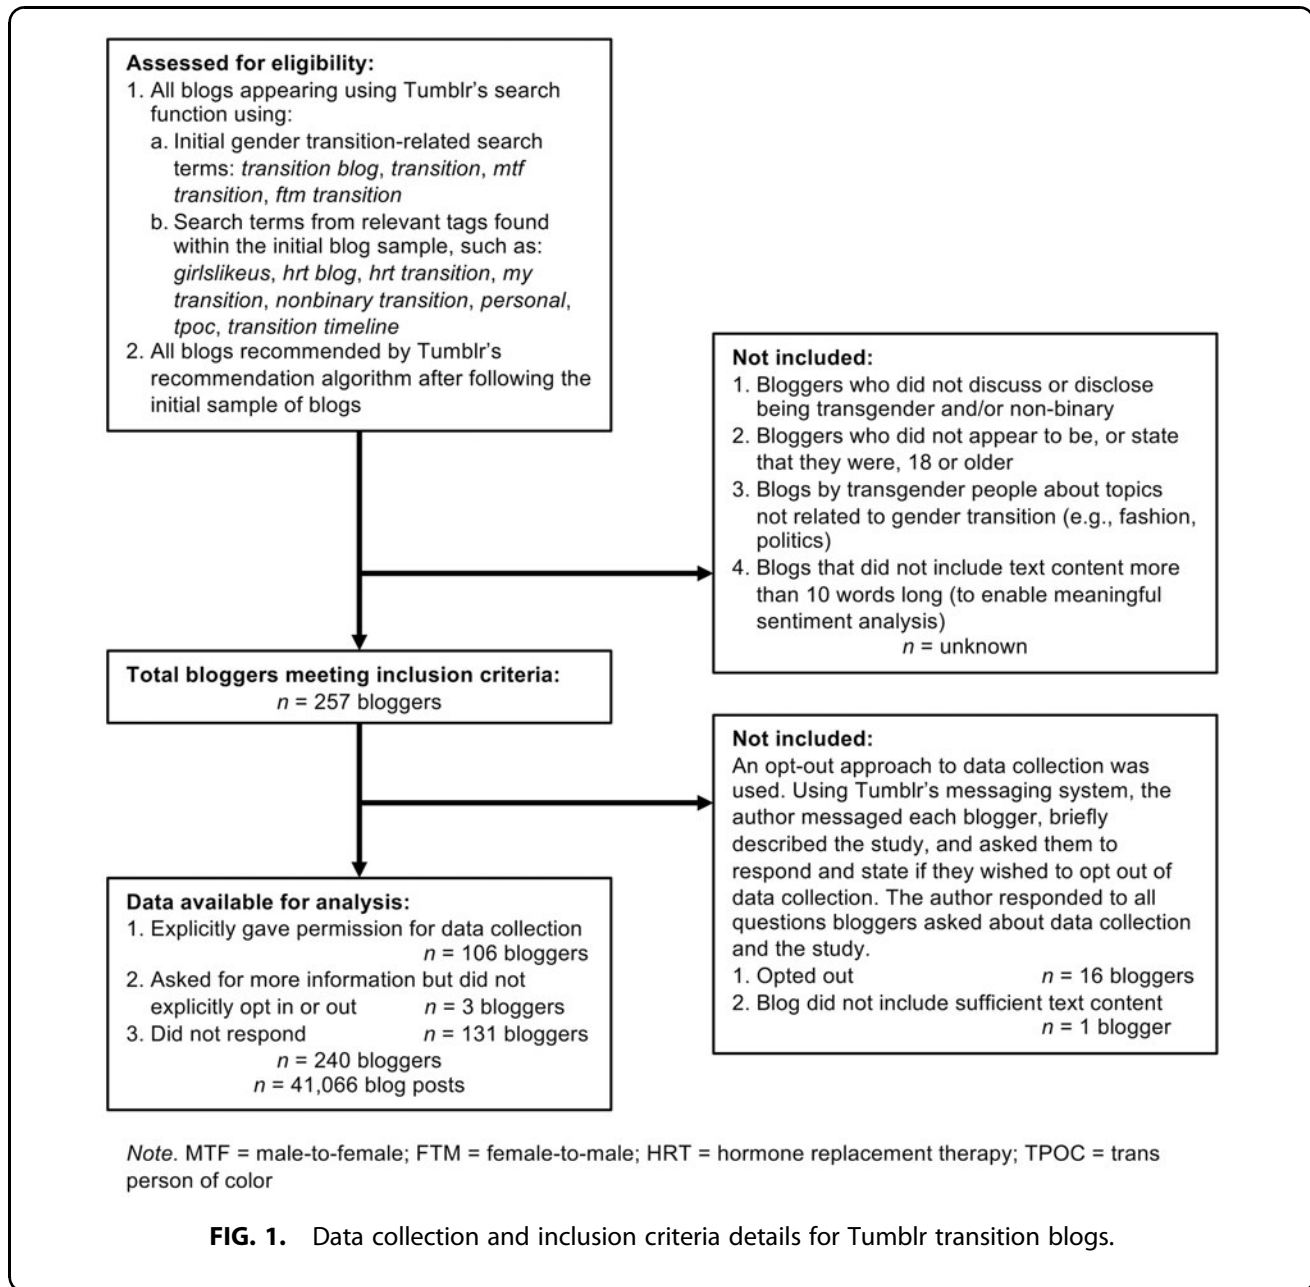 Assessed for eligibility:
1. All blogs appearing using Tumblr's search
function using:
a. Initial gender transition-related search
terms: transition blog, transition, mtf
transition, ftm transition
b. Search terms from relevant tags found
within the initial blog sample, such as:
girlslikeus, hrt blog, hrt transition, my
transition, nonbinary transition, personal,
tpoc, transition timeline
2. All blogs recommended by Tumblr's
recommendation algorithm after following the
initial sample of blogs
Not included:
1. Bloggers who did not discuss or disclose
being transgender and/or non-binary
2. Bloggers who did not appear to be, or state
that they were, 18 or older
3. Blogs by transgender people about topics
not related to gender transition (e.g., fashion,
politics)
4. Blogs that did not include text content more
than 10 words long (to enable meaningful
sentiment analysis)
n = unknown
Total bloggers meeting inclusion criteria:
n = 257 bloggers
Not included:
An opt-out approach to data collection was
used. Using Tumblr's messaging system, the
author messaged each blogger, briefly
described the study, and asked them to
respond and state if they wished to opt out of
data collection. The author responded to all
questions bloggers asked about data collection
and the study.
1. Opted out n = 16 bloggers
2. Blog did not include sufficient text content
n = 1 blogger
Data available for analysis:
1. Explicitly gave permission for data collection
n = 106 bloggers
2. Asked for more information but did not
explicitly opt in or out n = 3 bloggers
3. Did not respond n = 131 bloggers
n = 240 bloggers
n = 41,066 blog posts
Note. MTF = male-to-female; FTM = female-to-male; HRT = hormone replacement therapy; TPOC = trans
person of color
FIG. 1. Data collection and inclusion criteria details for Tumblr transition blogs.